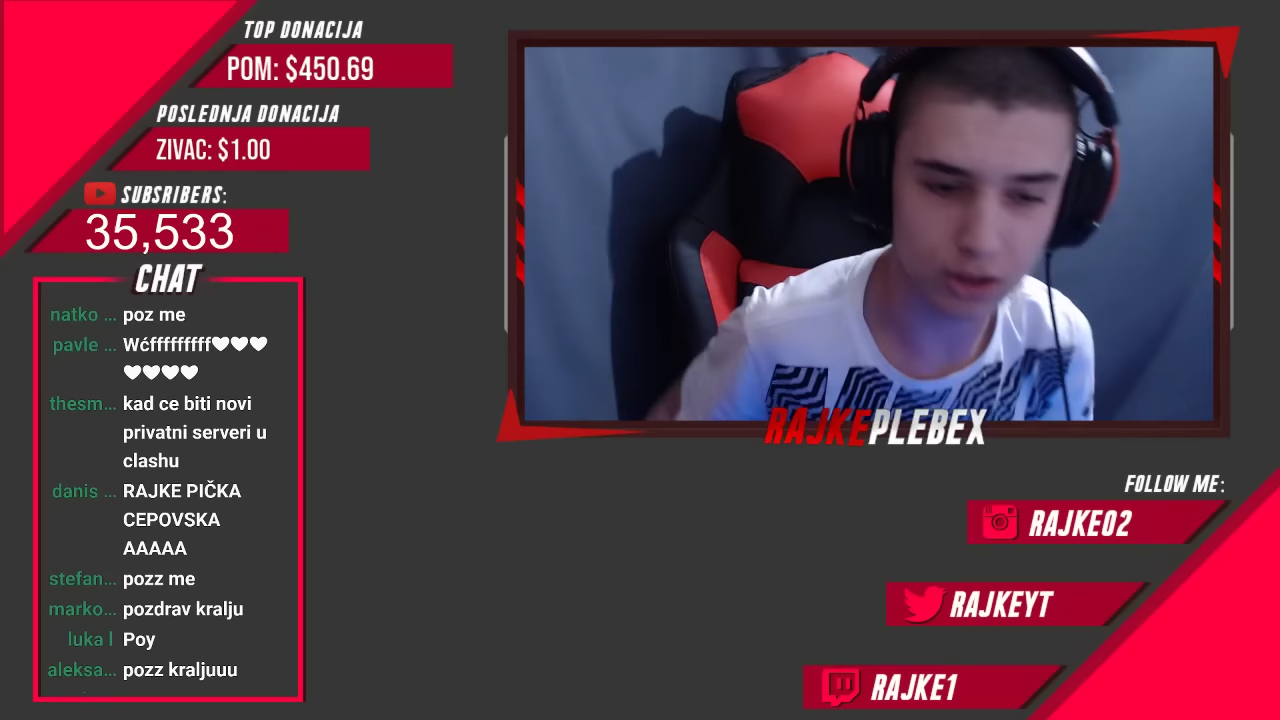 TOP DONACIJA
POM: $450.69
POSLEDNJA DONACIJA
ZIVAC: $1.00
SUBSRIBERS:
35,533
CHAT
natko ... poz me
pavle ... Wćfffffffff♥♥♥
♥♥♥♥
thesm... kad ce biti novi
privatni serveri u
clashu
danis ... RAJKE PIČKA
CEPOVSKA
AAAAA
stefan... pozz me
marko... pozdrav kralju
luka l Poy
aleksa... pozz kraljuuu
RAJKEPLEBEX
FOLLOW ME:
RAJKE02
RAJKEYT
RAJKE1